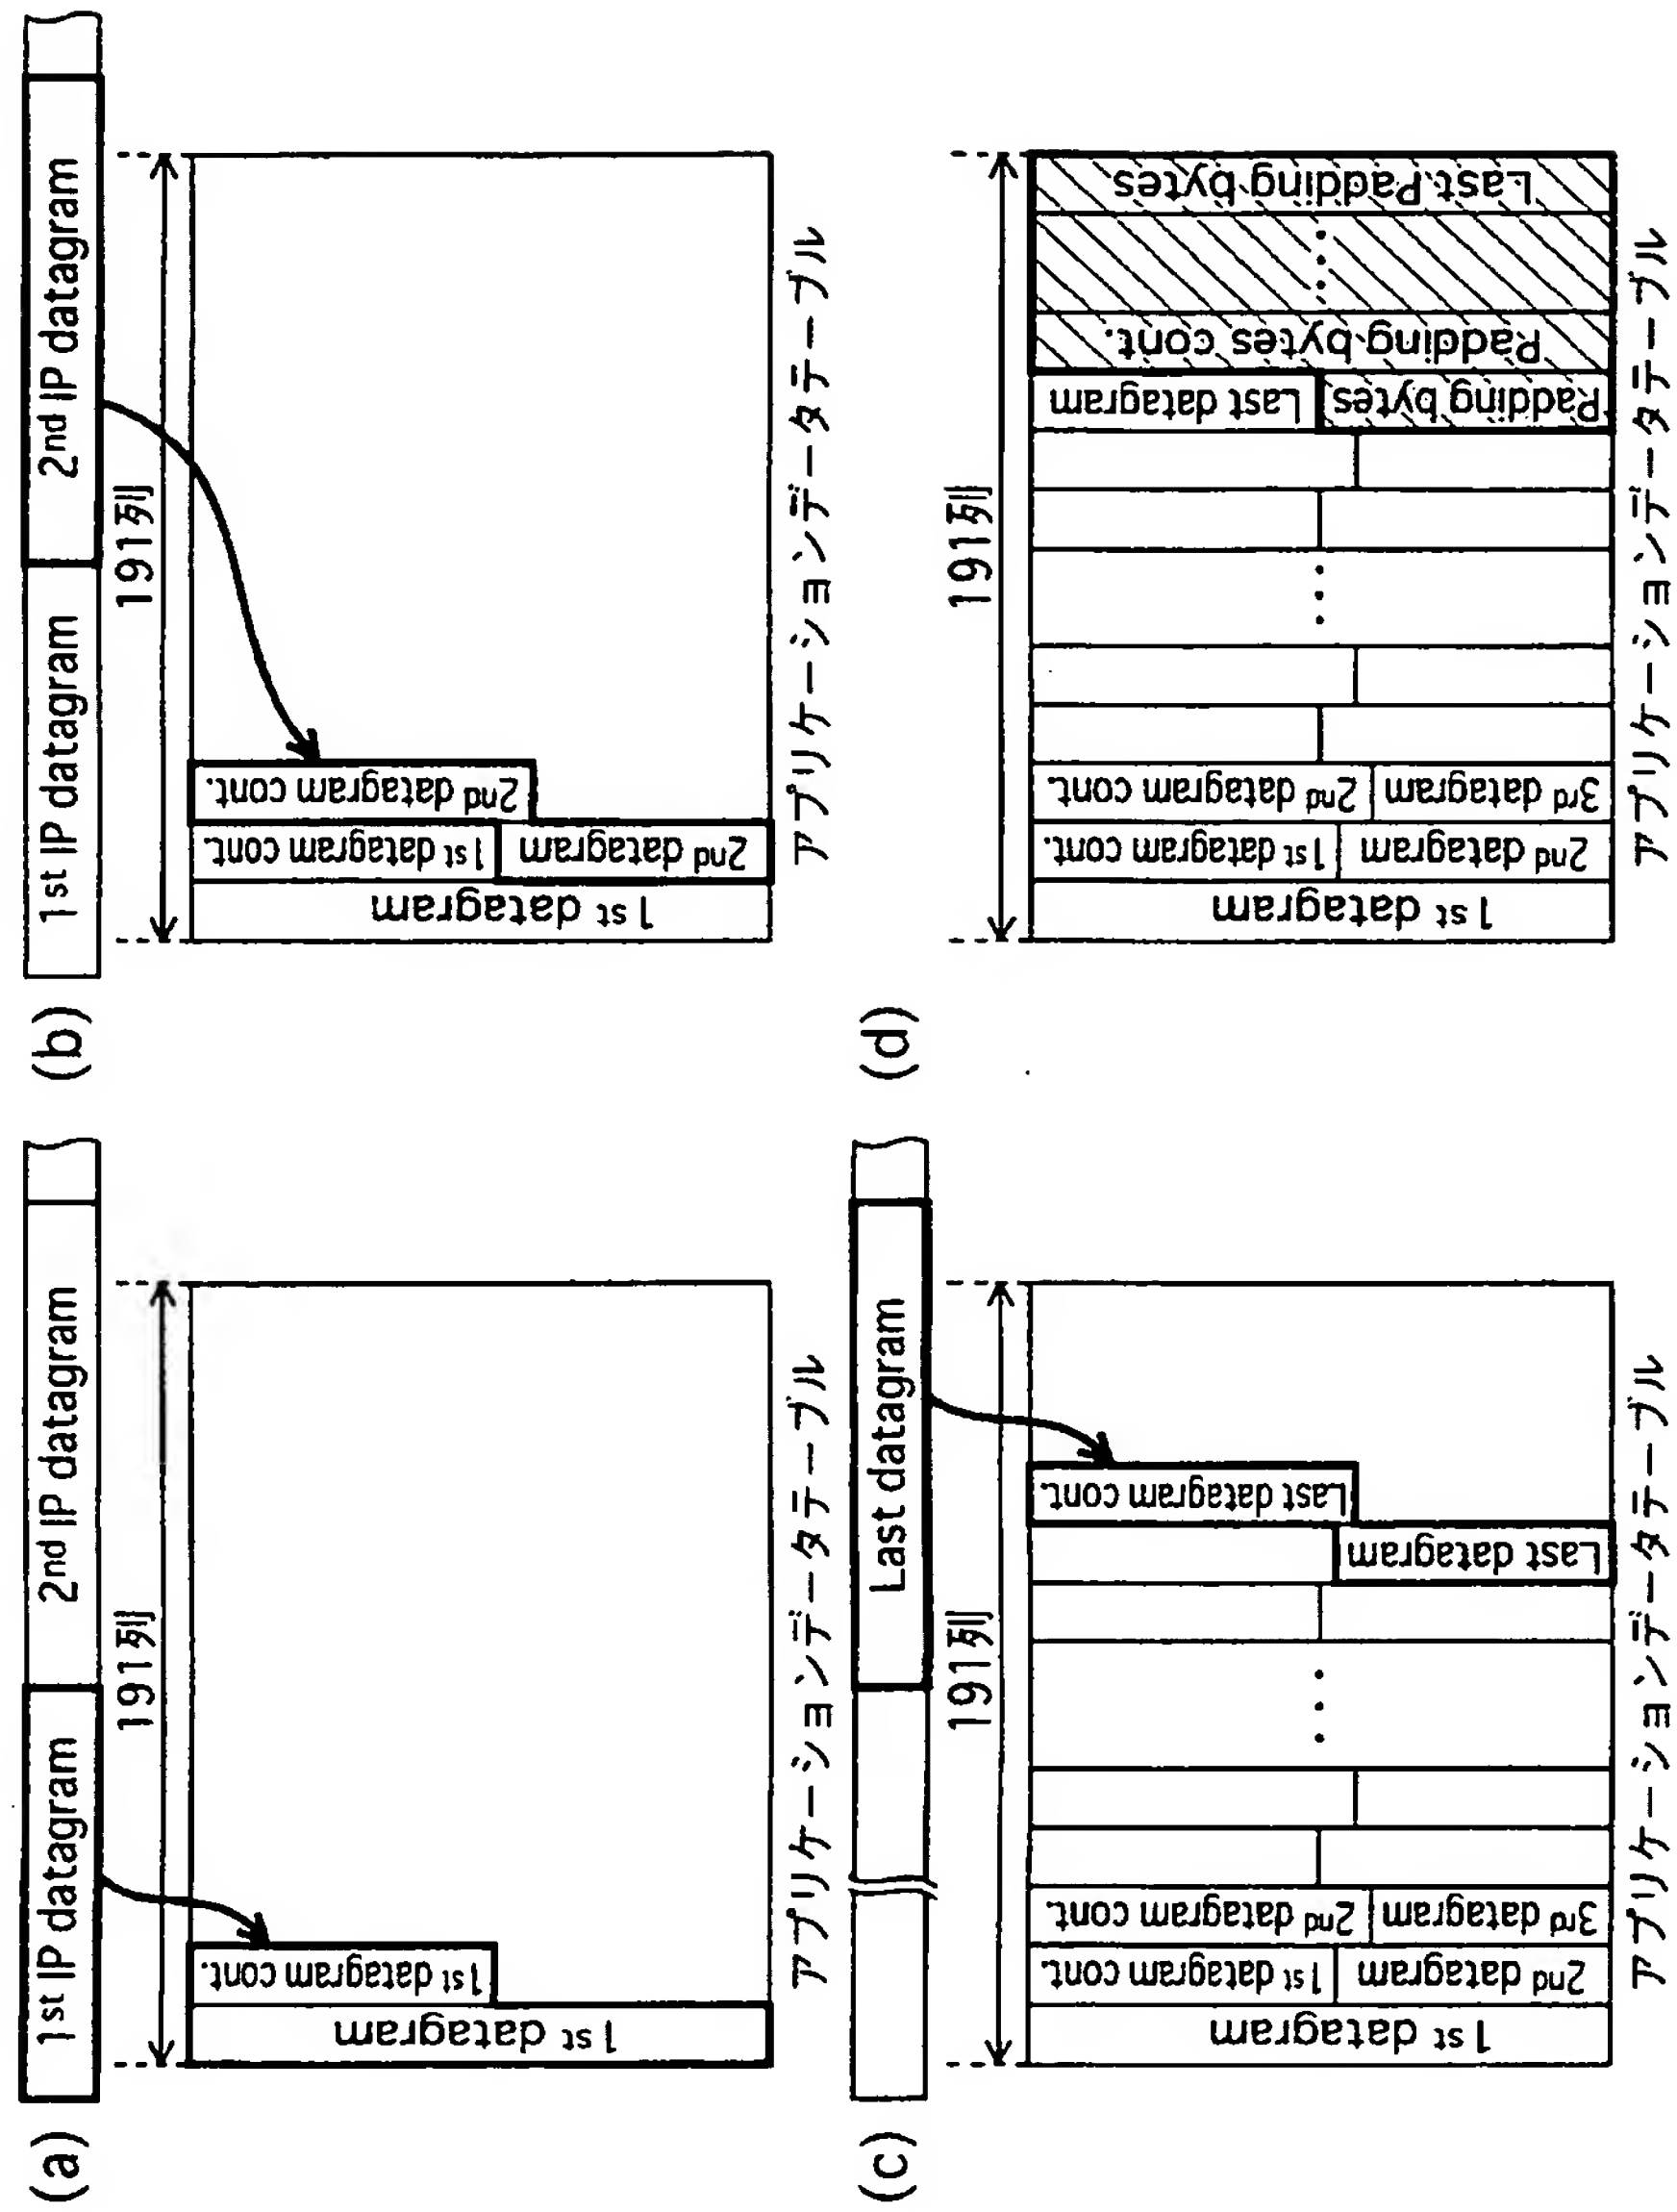 (a)
1st IP datagram
2nd IP datagram
191列
1st datagram
1st datagram cont.
アプリケーションデータテーブル
(b)
1st IP datagram
2nd IP datagram
191列
1st datagram
1st datagram cont.
2nd datagram
2nd datagram cont.
アプリケーションデータテーブル
(c)
Last datagram
191列
1st datagram
1st datagram cont.
2nd datagram
2nd datagram cont.
3rd datagram
...
Last datagram
Last datagram cont.
アプリケーションデータテーブル
(d)
191列
1st datagram
1st datagram cont.
2nd datagram
2nd datagram cont.
3rd datagram
...
Last datagram
Padding bytes
Padding bytes cont.
...
Last Padding bytes
アプリケーションデータテーブル